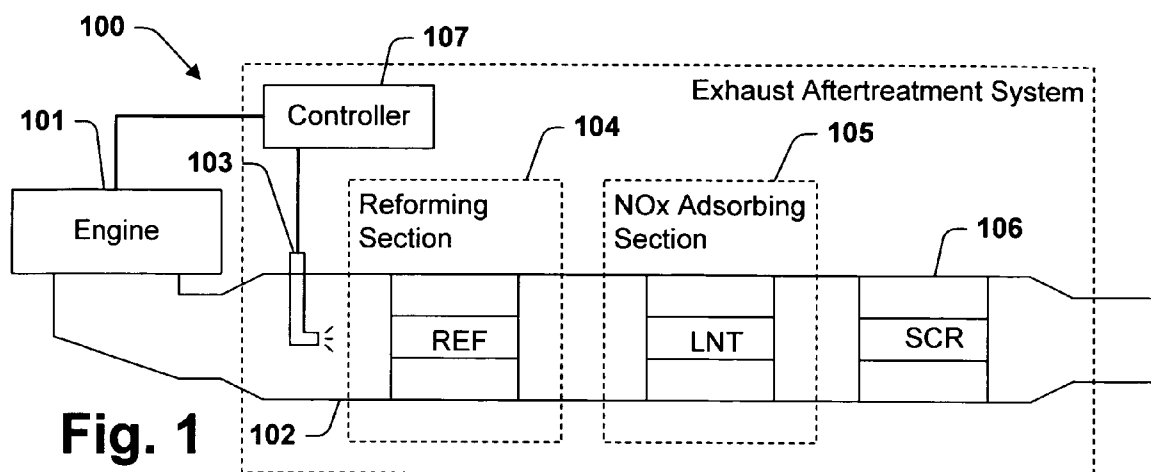 100
107
Exhaust Aftertreatment System
101
Controller
104
105
103
Engine
Reforming
Section
NOx Adsorbing
Section
106
REF
LNT
SCR
Fig. 1
102